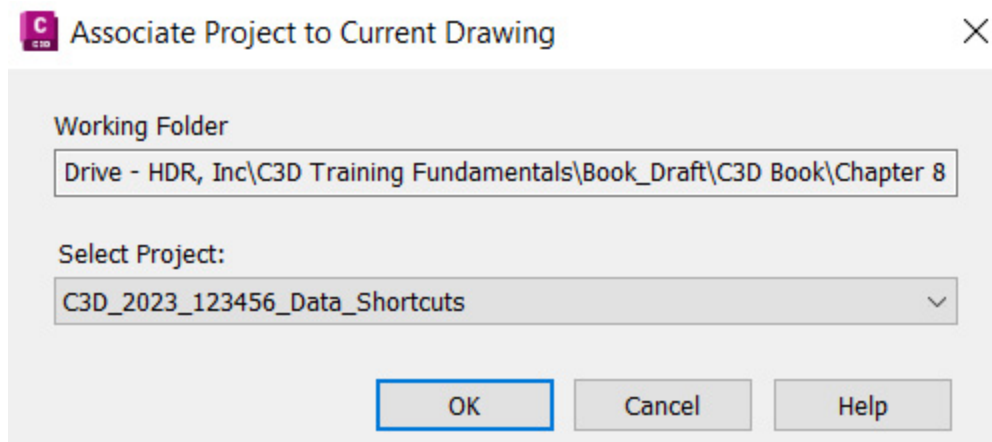 C
C3D
Associate Project to Current Drawing
Working Folder
Drive - HDR, Inc\C3D Training Fundamentals\Book_Draft\C3D Book\Chapter 8
Select Project:
C3D_2023_123456_Data_Shortcuts
OK Cancel Help